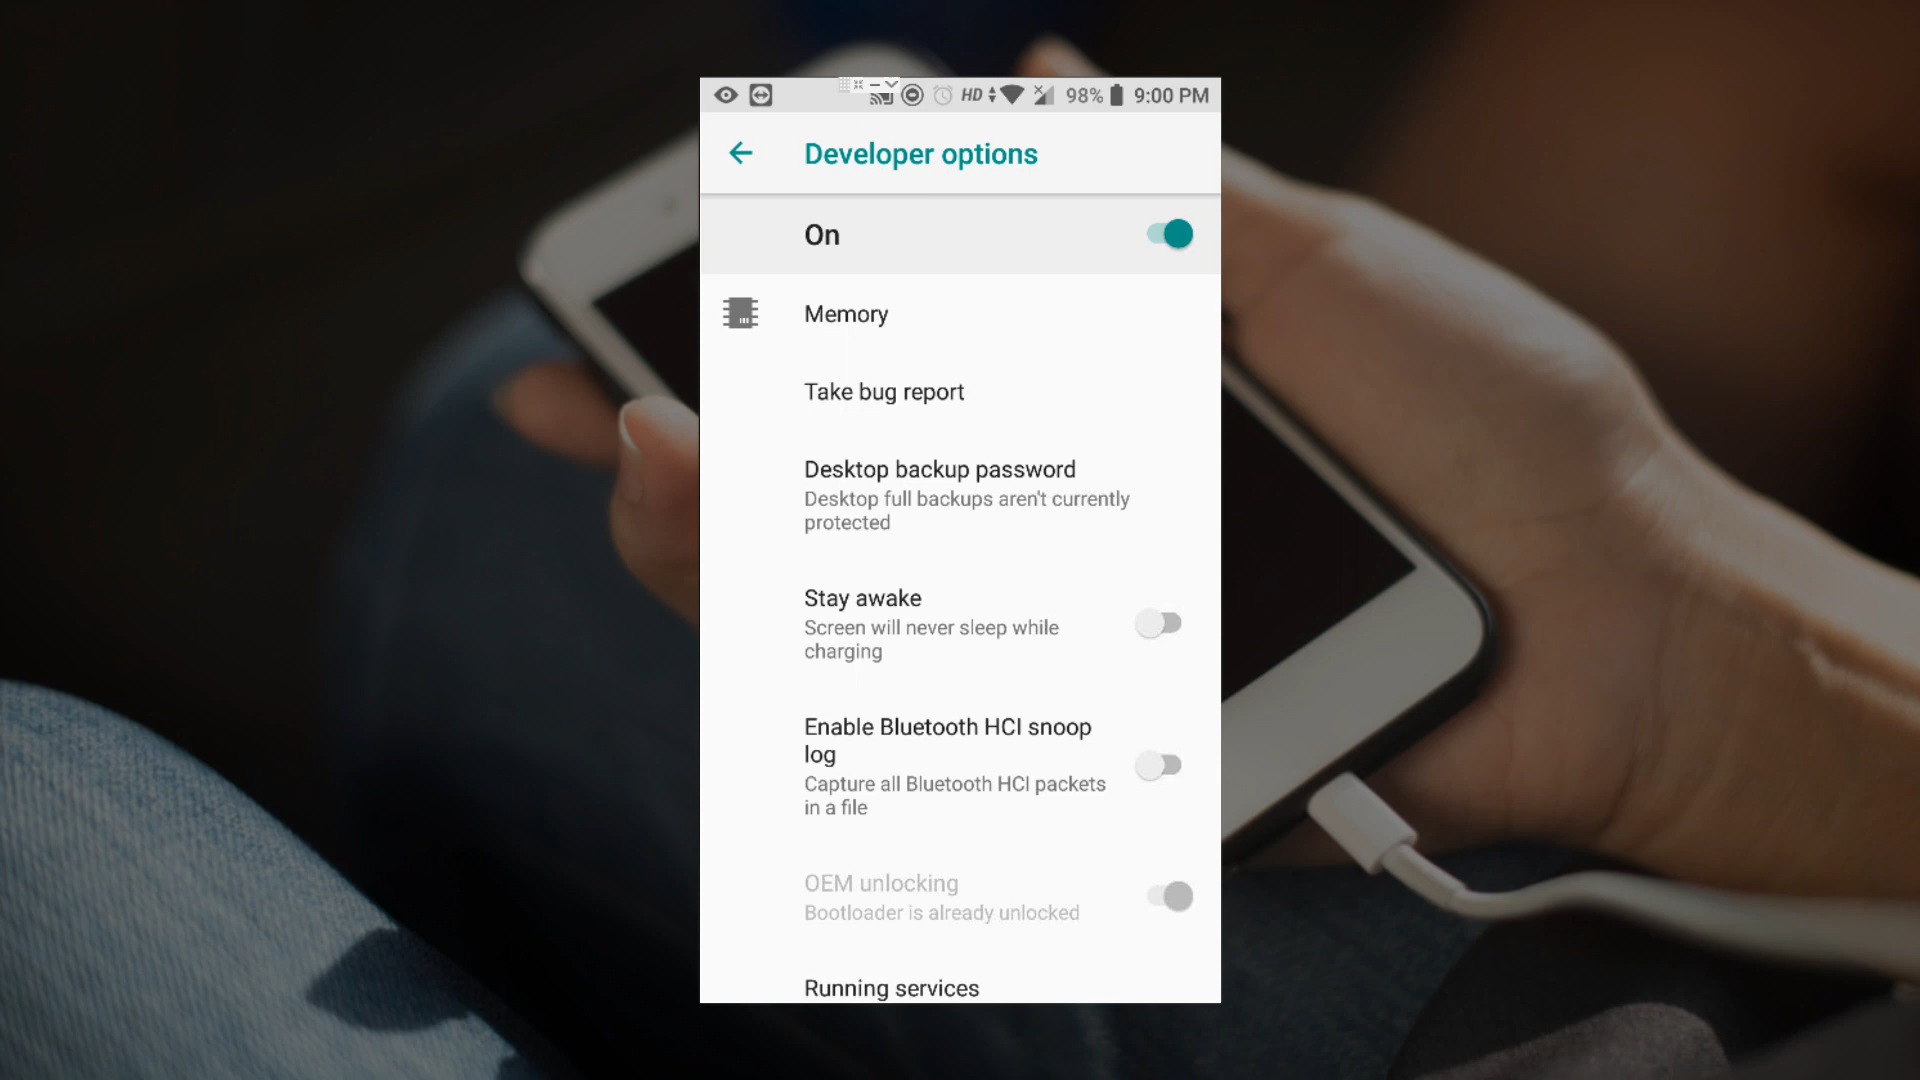 HD 98% 9:00 PM
Developer options
On
Memory
Take bug report
Desktop backup password
Desktop full backups aren't currently
protected
Stay awake
Screen will never sleep while
charging
Enable Bluetooth HCI snoop
log
Capture all Bluetooth HCI packets
in a file
OEM unlocking
Bootloader is already unlocked
Running services